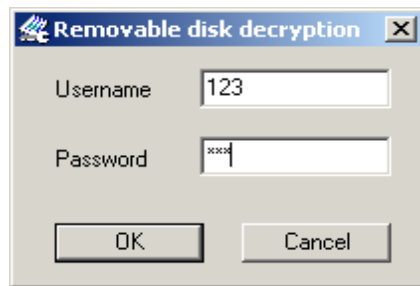 Removable disk decryption
Username 123
Password ***
OK Cancel